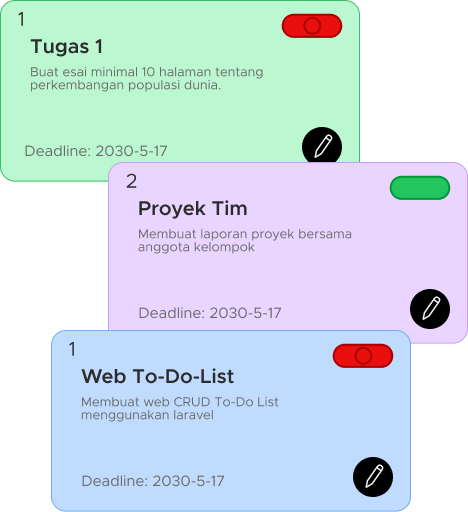 1
Tugas 1
Buat esai minimal 10 halaman tentang
perkembangan populasi dunia.
Deadline: 2030-5-17
2
Proyek Tim
Membuat laporan proyek bersama
anggota kelompok
Deadline: 2030-5-17
1
Web To-Do-List
Membuat web CRUD To-Do List
menggunakan laravel
Deadline: 2030-5-17